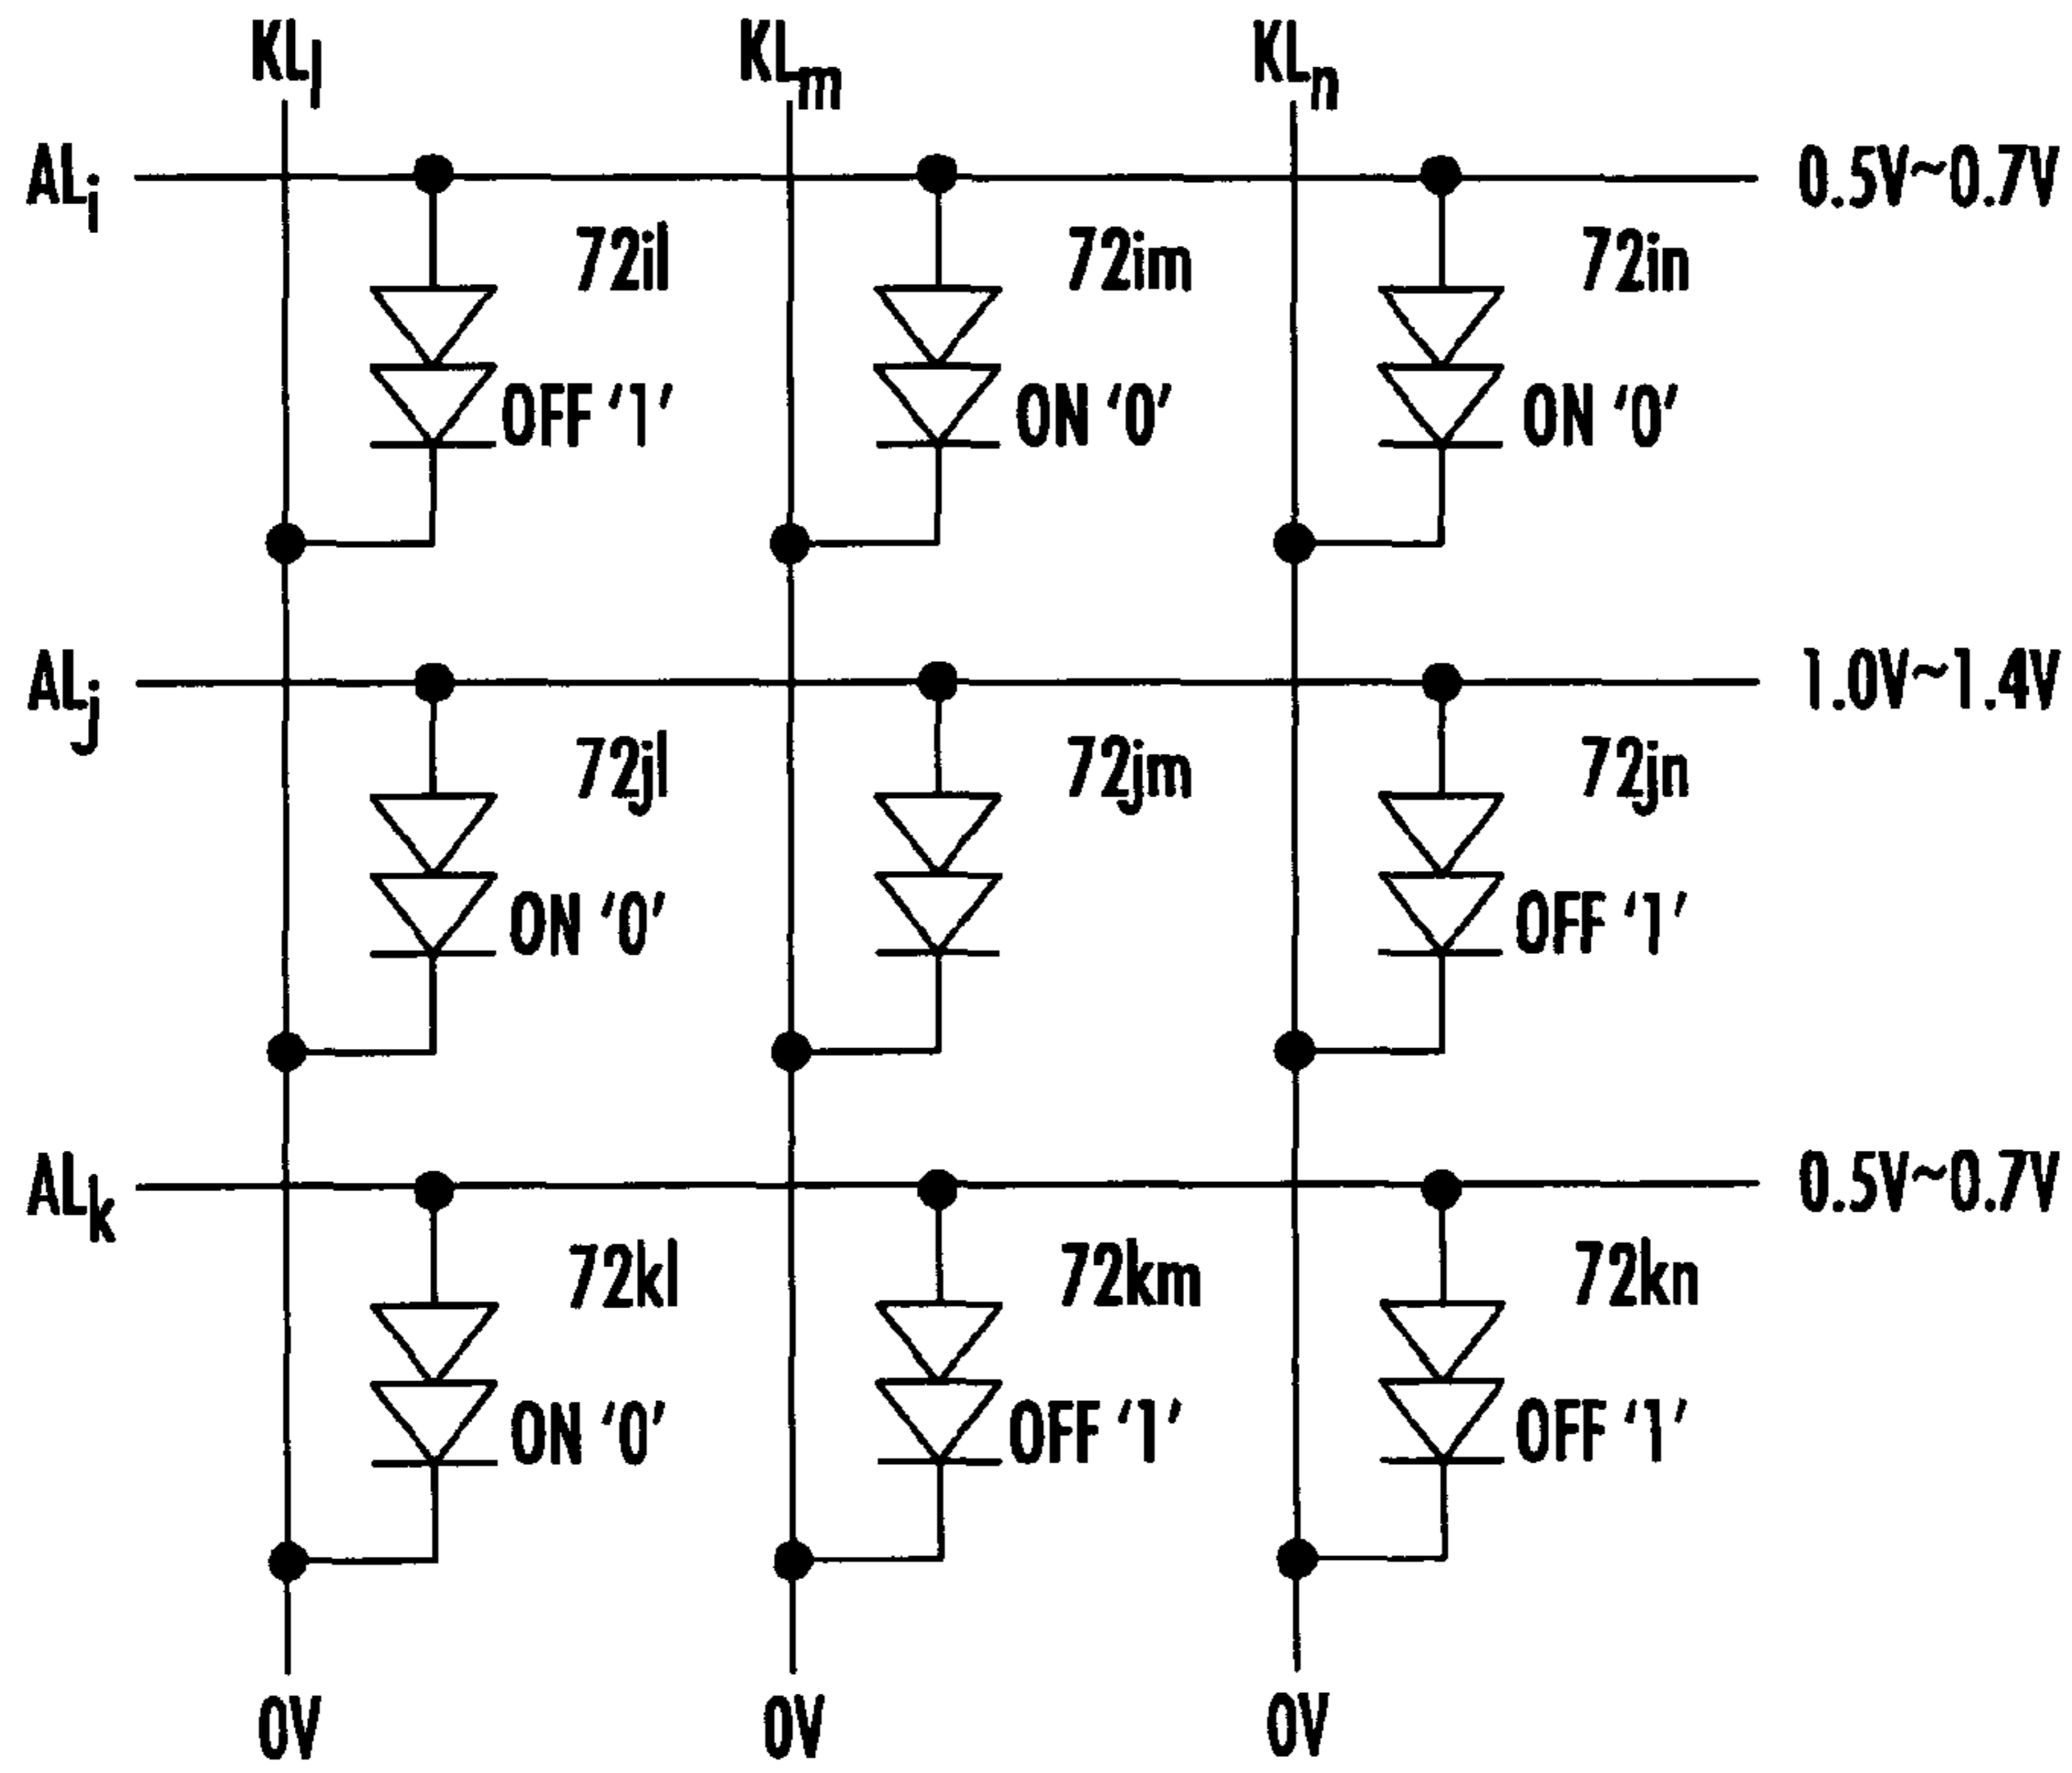 KLl KLm KLn
ALi 0.5V~0.7V
72il 72im 72in
OFF ‘1’ ON ‘0’ ON ‘0’
ALj 1.0V~1.4V
72jl 72jm 72jn
ON ‘0’ OFF ‘1’
ALk 0.5V~0.7V
72kl 72km 72kn
ON ‘0’ OFF ‘1’ OFF ‘1’
0V 0V 0V